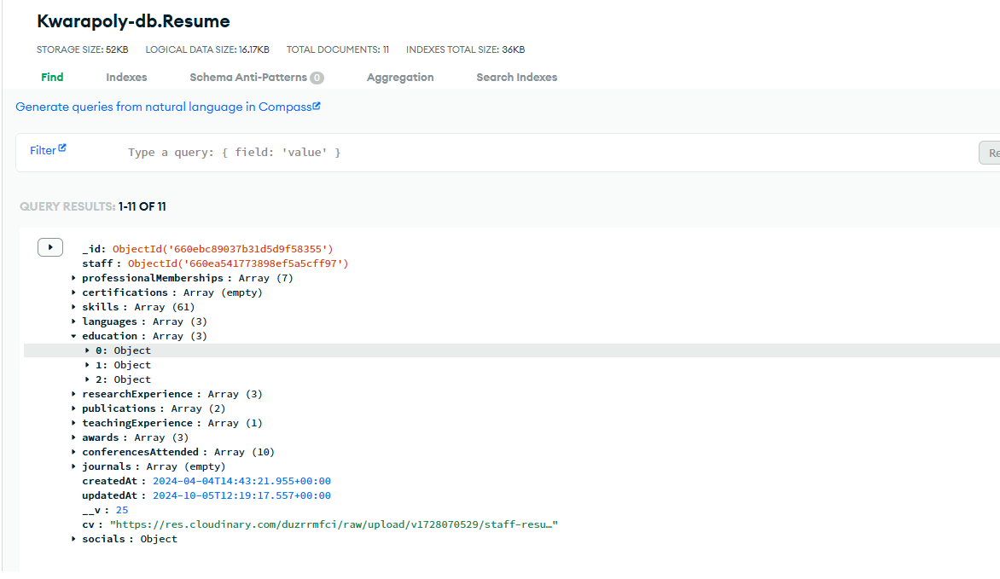 Kwarapoly-db.Resume
STORAGE SIZE: 52KB LOGICAL DATA SIZE: 16.17KB TOTAL DOCUMENTS: 11 INDEXES TOTAL SIZE: 36KB
Find Indexes Schema Anti-Patterns 0 Aggregation Search Indexes
Generate queries from natural language in Compass
Filter Type a query: { field: 'value' } Re
QUERY RESULTS: 1-11 OF 11
_id: ObjectId('660ebc89037b31d5d9f58355')
staff: ObjectId('660ea541773898ef5a5cff97')
professionalMemberships: Array (7)
certifications: Array (empty)
skills: Array (61)
languages: Array (3)
education: Array (3)
0: Object
1: Object
2: Object
researchExperience: Array (3)
publications: Array (2)
teachingExperience: Array (1)
awards: Array (3)
conferencesAttended: Array (10)
journals: Array (empty)
createdAt: 2024-04-04T14:43:21.955+00:00
updatedAt: 2024-10-05T12:19:17.557+00:00
__v: 25
cv: "https://res.cloudinary.com/duzrrmfci/raw/upload/v1728070529/staff-resu…"
socials: Object